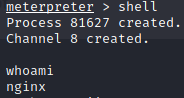 meterpreter > shell
Process 81627 created.
Channel 8 created.
whoami
nginx